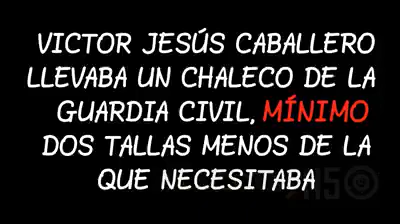 VICTOR JESÚS CABALLERO
LLEVABA UN CHALECO DE LA
GUARDIA CIVIL, MÍNIMO
DOS TALLAS MENOS DE LA
QUE NECESITABA